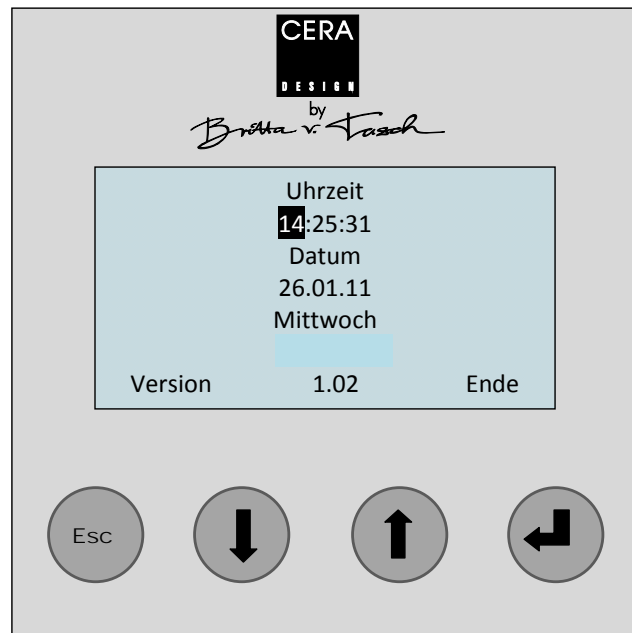 CERA
DESIGN
by
Britta v. Tasch
Uhrzeit
14:25:31
Datum
26.01.11
Mittwoch
Version 1.02 Ende
Esc